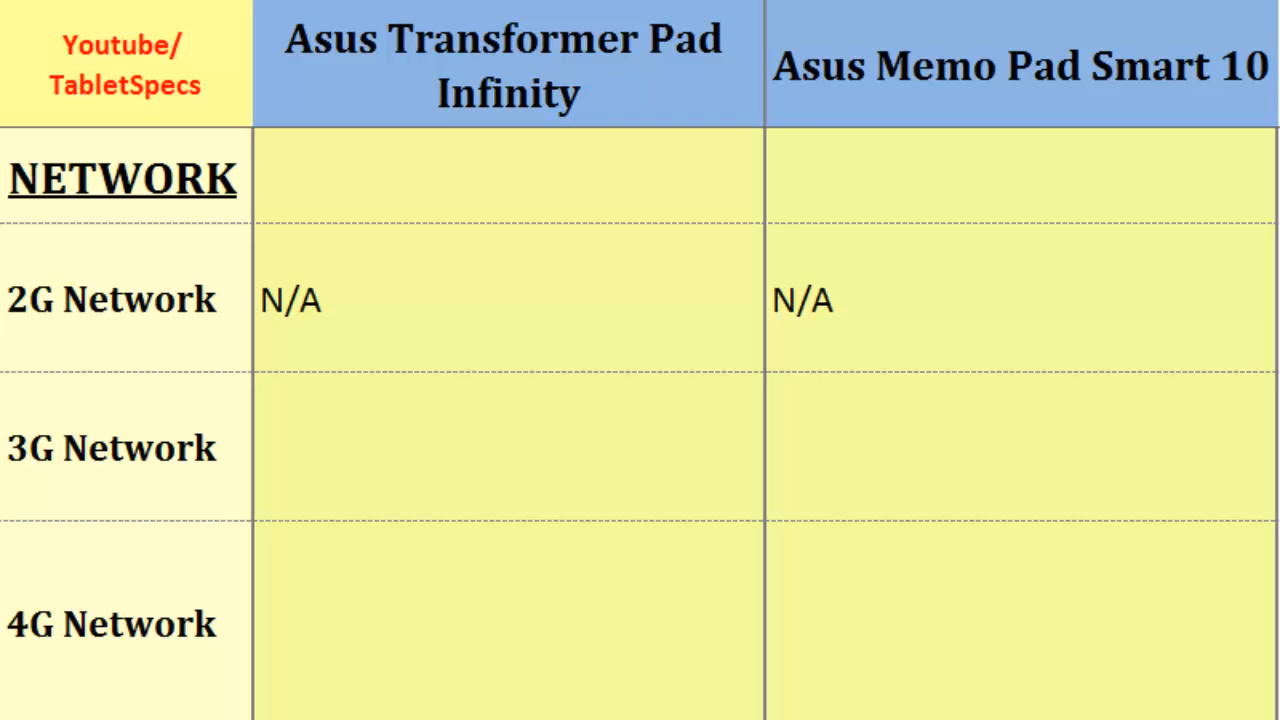 Youtube/
TabletSpecs
Asus Transformer Pad
Infinity
Asus Memo Pad Smart 10
NETWORK
2G Network
N/A
N/A
3G Network
4G Network